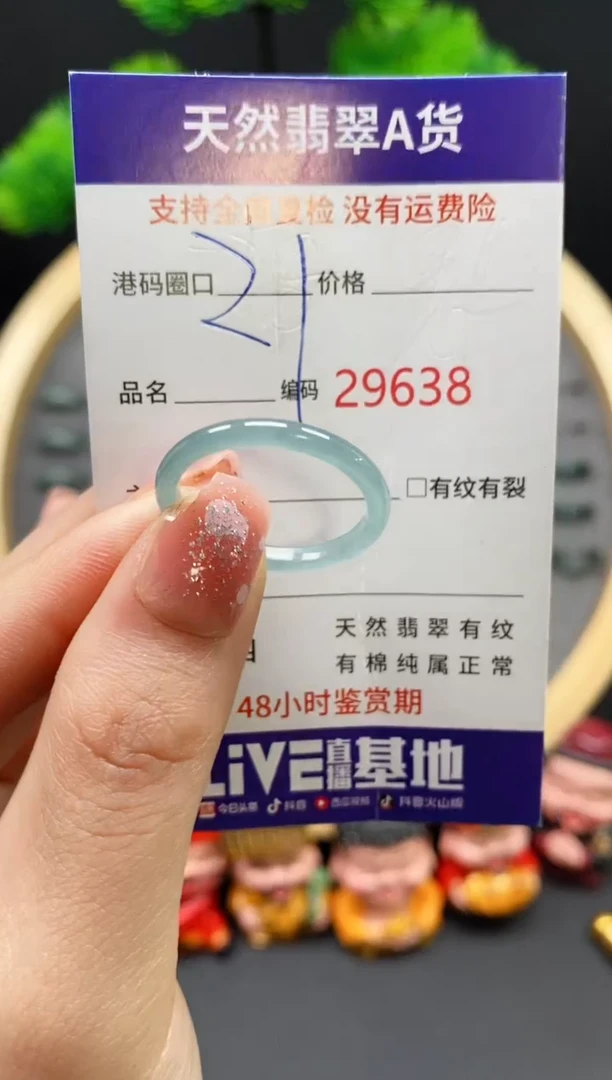 天然翡翠A货
支持全国复检 没有运费险
港码圈口 21 价格
品名 编码 29638
□有纹有裂
天然翡翠有纹
有棉纯属正常
48小时鉴赏期
LiVE直播基地
今日头条 抖音 西瓜视频 抖音火山版